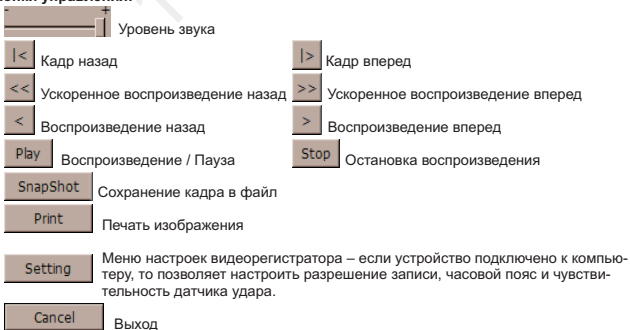 - +
Уровень звука
|< Кадр назад |> Кадр вперед
<< Ускоренное воспроизведение назад >> Ускоренное воспроизведение вперед
< Воспроизведение назад > Воспроизведение вперед
Play Воспроизведение / Пауза Stop Остановка воспроизведения
SnapShot Сохранение кадра в файл
Print Печать изображения
Setting Меню настроек видеорегистратора – если устройство подключено к компью-
теру, то позволяет настроить разрешение записи, часовой пояс и чувстви-
тельность датчика удара.
Cancel Выход